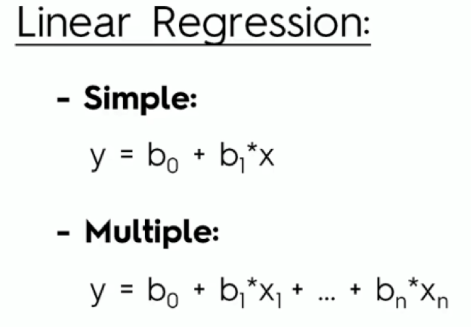 Linear Regression:
- Simple:
y = b₀ + b₁*x
- Multiple:
y = b₀ + b₁*x₁ + ... + bₙ*xₙ